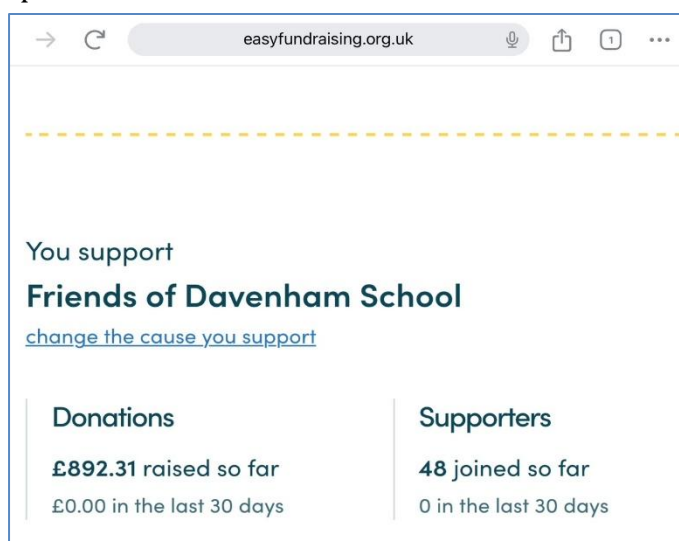 easyfundraising.org.uk
1
You support
Friends of Davenham School
change the cause you support
Donations
£892.31 raised so far
£0.00 in the last 30 days
Supporters
48 joined so far
0 in the last 30 days